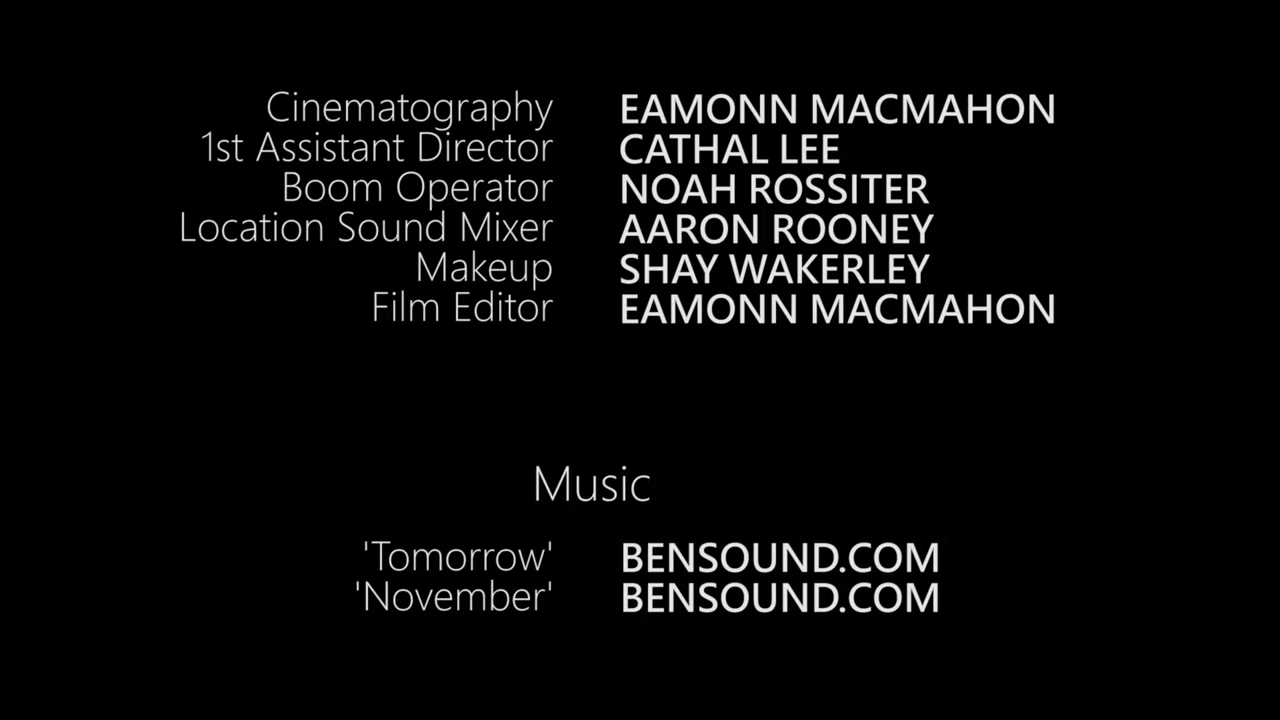 Cinematography EAMONN MACMAHON
1st Assistant Director CATHAL LEE
Boom Operator NOAH ROSSITER
Location Sound Mixer AARON ROONEY
Makeup SHAY WAKERLEY
Film Editor EAMONN MACMAHON
Music
'Tomorrow' BENSOUND.COM
'November' BENSOUND.COM